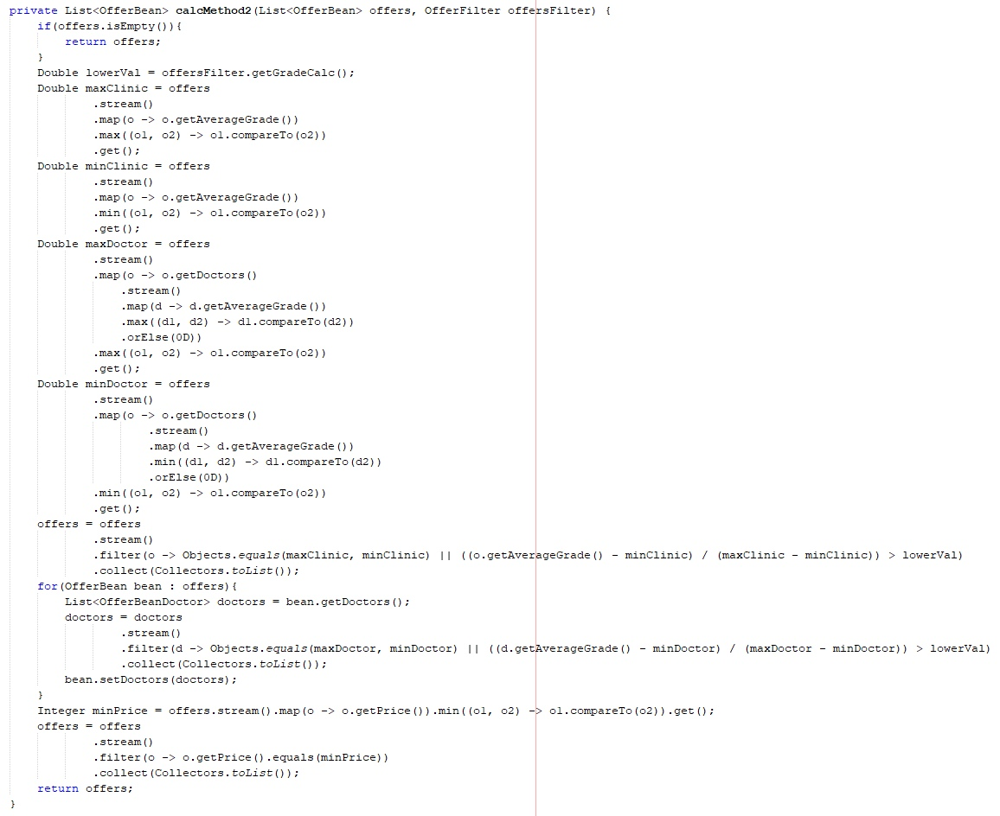 private List<OfferBean> calcMethod2(List<OfferBean> offers, OfferFilter offersFilter) {
    if(offers.isEmpty()){
        return offers;
    }
    Double lowerVal = offersFilter.getGradeCalc();
    Double maxClinic = offers
            .stream()
            .map(o -> o.getAverageGrade())
            .max((o1, o2) -> o1.compareTo(o2))
            .get();
    Double minClinic = offers
            .stream()
            .map(o -> o.getAverageGrade())
            .min((o1, o2) -> o1.compareTo(o2))
            .get();
    Double maxDoctor = offers
            .stream()
            .map(o -> o.getDoctors()
                .stream()
                .map(d -> d.getAverageGrade())
                .max((d1, d2) -> d1.compareTo(d2))
                .orElse(0D))
            .max((o1, o2) -> o1.compareTo(o2))
            .get();
    Double minDoctor = offers
            .stream()
            .map(o -> o.getDoctors()
                    .stream()
                    .map(d -> d.getAverageGrade())
                    .min((d1, d2) -> d1.compareTo(d2))
                    .orElse(0D))
            .min((o1, o2) -> o1.compareTo(o2))
            .get();
    offers = offers
            .stream()
            .filter(o -> Objects.equals(maxClinic, minClinic) || ((o.getAverageGrade() - minClinic) / (maxClinic - minClinic)) > lowerVal)
            .collect(Collectors.toList());
    for(OfferBean bean : offers){
        List<OfferBeanDoctor> doctors = bean.getDoctors();
        doctors = doctors
                .stream()
                .filter(d -> Objects.equals(maxDoctor, minDoctor) || ((d.getAverageGrade() - minDoctor) / (maxDoctor - minDoctor)) > lowerVal)
                .collect(Collectors.toList());
        bean.setDoctors(doctors);
    }
    Integer minPrice = offers.stream().map(o -> o.getPrice()).min((o1, o2) -> o1.compareTo(o2)).get();
    offers = offers
            .stream()
            .filter(o -> o.getPrice().equals(minPrice))
            .collect(Collectors.toList());
    return offers;
}